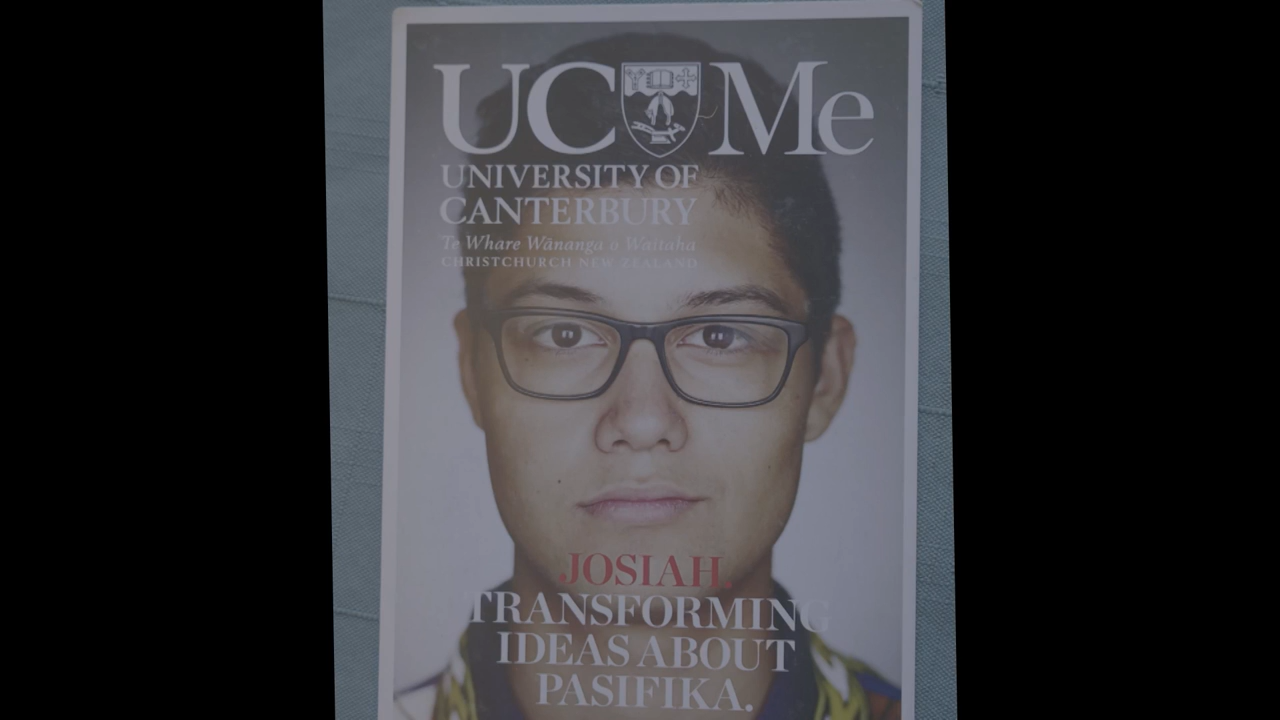 UC Me
UNIVERSITY OF
CANTERBURY
Te Whare Wānanga o Waitaha
CHRISTCHURCH NEW ZEALAND
JOSIAH.
TRANSFORMING
IDEAS ABOUT
PASIFIKA.